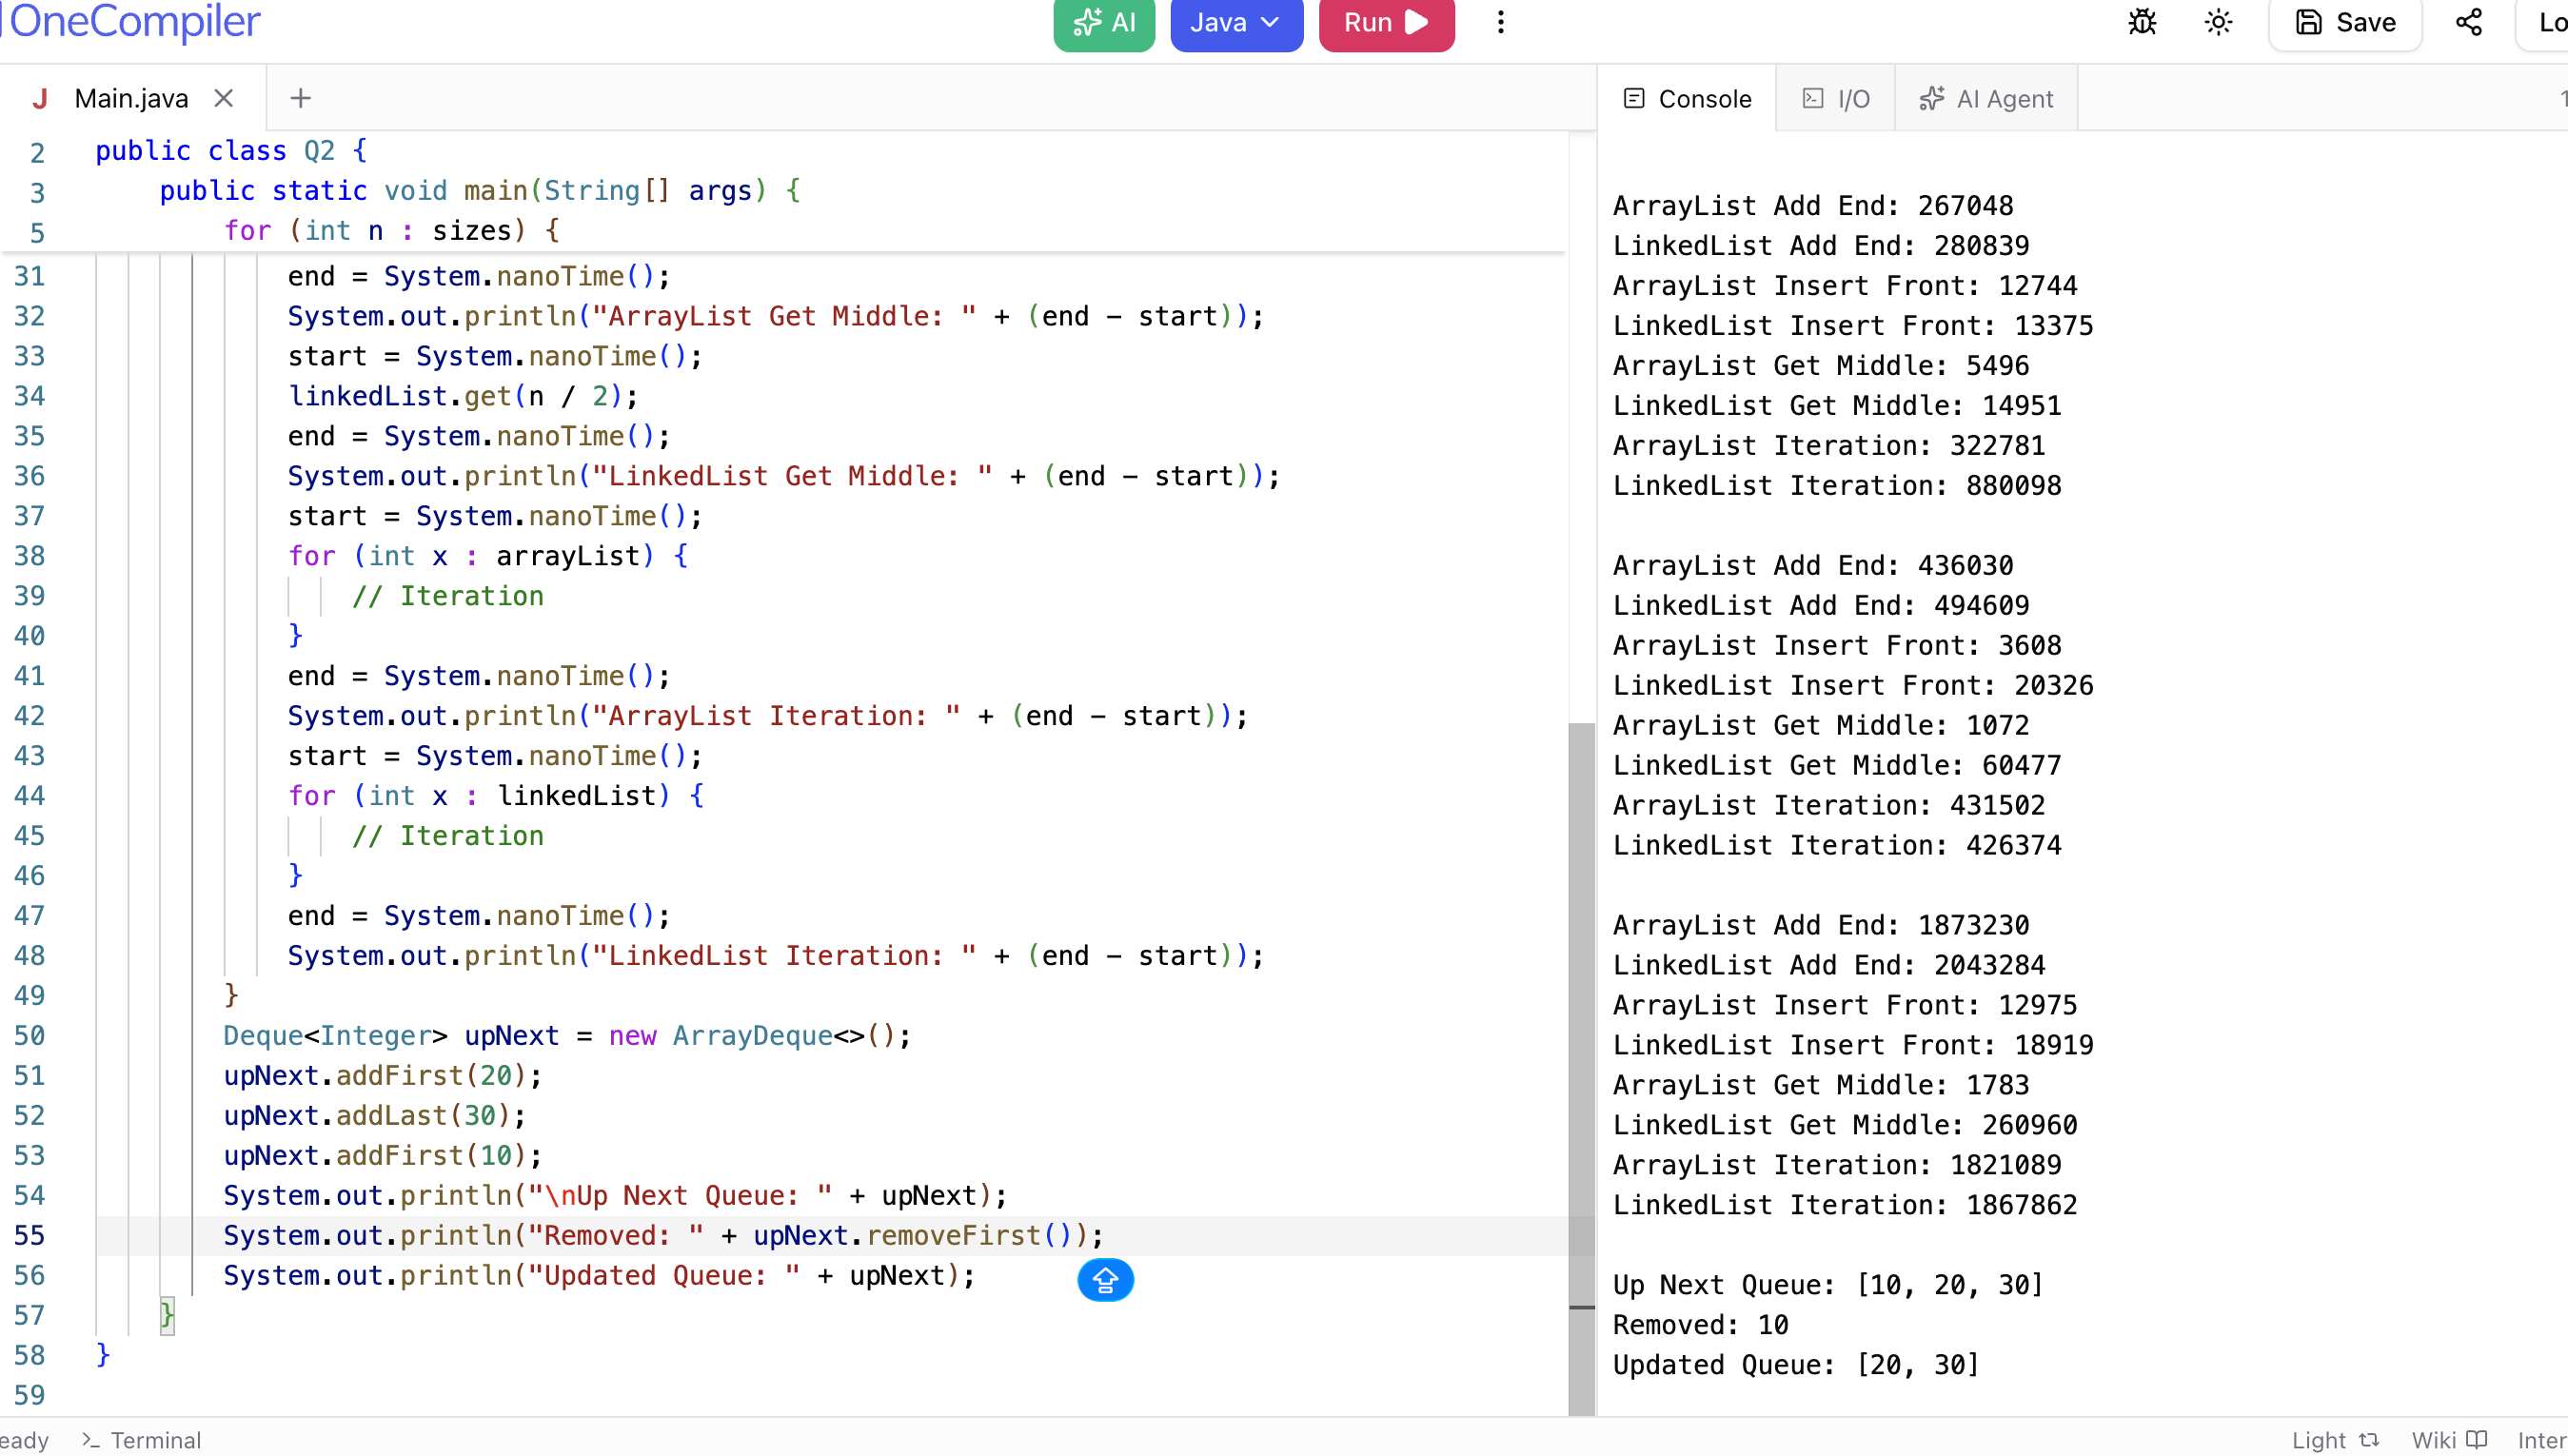 OneCompiler
AI
Java
Run
Save
J Main.java
Console
I/O
AI Agent
2 public class Q2 {
3 public static void main(String[] args) {
5 for (int n : sizes) {
31 end = System.nanoTime();
32 System.out.println("ArrayList Get Middle: " + (end - start));
33 start = System.nanoTime();
34 linkedList.get(n / 2);
35 end = System.nanoTime();
36 System.out.println("LinkedList Get Middle: " + (end - start));
37 start = System.nanoTime();
38 for (int x : arrayList) {
39 // Iteration
40 }
41 end = System.nanoTime();
42 System.out.println("ArrayList Iteration: " + (end - start));
43 start = System.nanoTime();
44 for (int x : linkedList) {
45 // Iteration
46 }
47 end = System.nanoTime();
48 System.out.println("LinkedList Iteration: " + (end - start));
49 }
50 Deque<Integer> upNext = new ArrayDeque<>();
51 upNext.addFirst(20);
52 upNext.addLast(30);
53 upNext.addFirst(10);
54 System.out.println("\nUp Next Queue: " + upNext);
55 System.out.println("Removed: " + upNext.removeFirst());
56 System.out.println("Updated Queue: " + upNext);
57 }
58 }
59
ArrayList Add End: 267048
LinkedList Add End: 280839
ArrayList Insert Front: 12744
LinkedList Insert Front: 13375
ArrayList Get Middle: 5496
LinkedList Get Middle: 14951
ArrayList Iteration: 322781
LinkedList Iteration: 880098
ArrayList Add End: 436030
LinkedList Add End: 494609
ArrayList Insert Front: 3608
LinkedList Insert Front: 20326
ArrayList Get Middle: 1072
LinkedList Get Middle: 60477
ArrayList Iteration: 431502
LinkedList Iteration: 426374
ArrayList Add End: 1873230
LinkedList Add End: 2043284
ArrayList Insert Front: 12975
LinkedList Insert Front: 18919
ArrayList Get Middle: 1783
LinkedList Get Middle: 260960
ArrayList Iteration: 1821089
LinkedList Iteration: 1867862
Up Next Queue: [10, 20, 30]
Removed: 10
Updated Queue: [20, 30]
Terminal
Light
Wiki